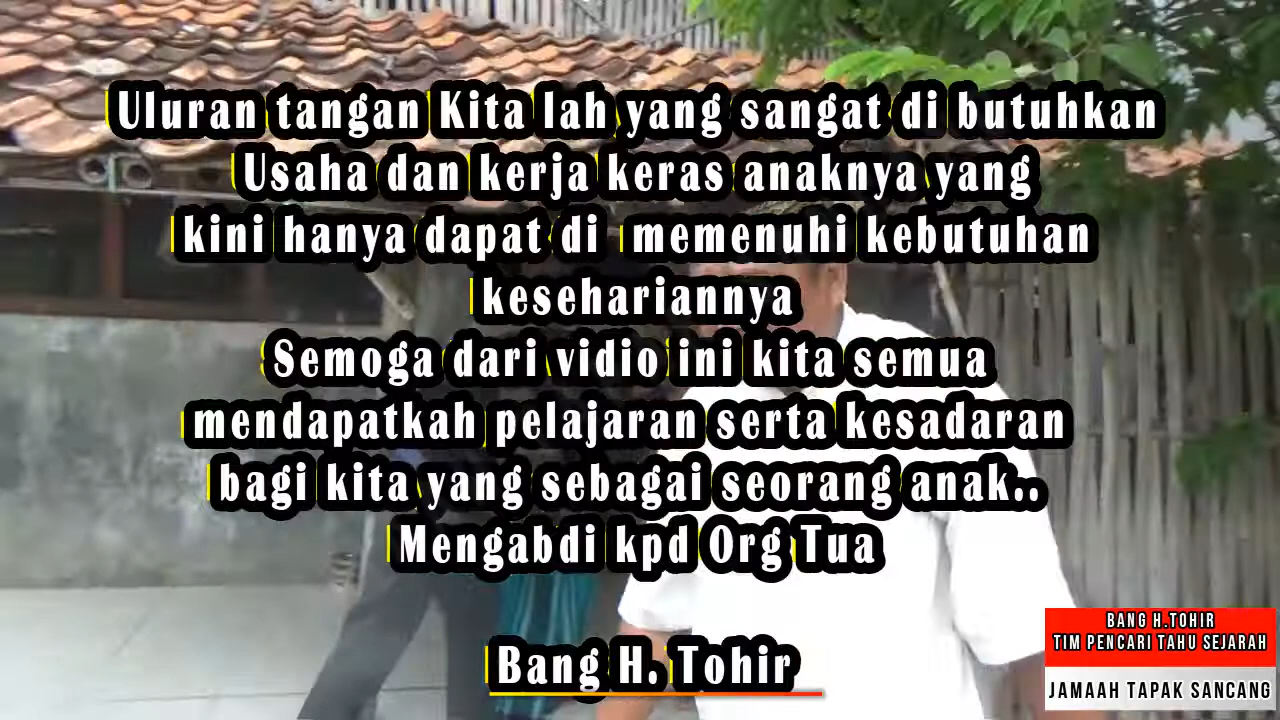 Uluran tangan Kita lah yang sangat di butuhkan
Usaha dan kerja keras anaknya yang
kini hanya dapat di memenuhi kebutuhan
kesehariannya
Semoga dari vidio ini kita semua
mendapatkah pelajaran serta kesadaran
bagi kita yang sebagai seorang anak..
Mengabdi kpd Org Tua
Bang H. Tohir
BANG H.TOHIR
TIM PENCARI TAHU SEJARAH
JAMAAH TAPAK SANCANG